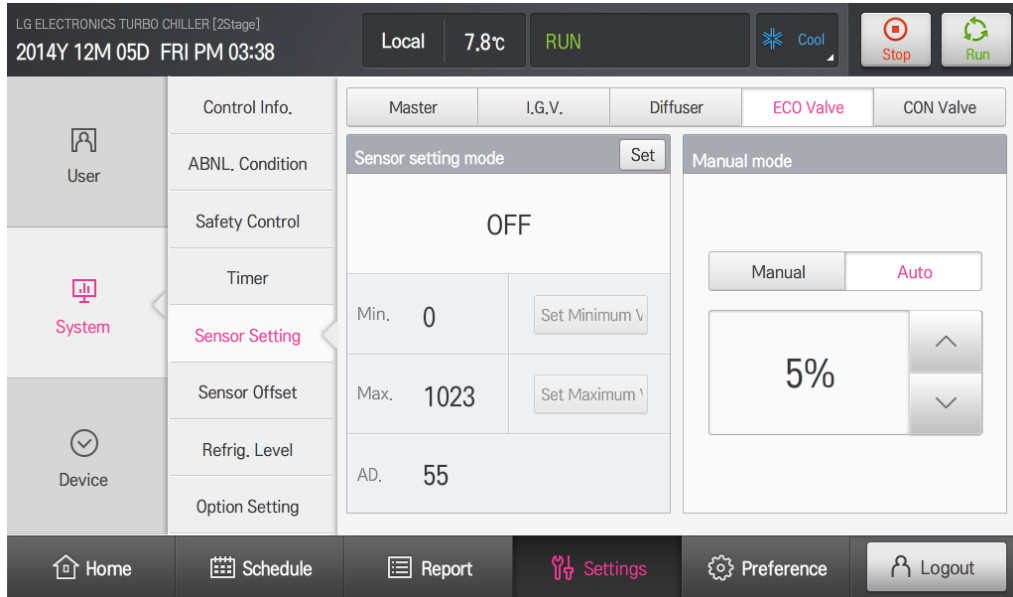 LG ELECTRONICS TURBO CHILLER [2Stage]
2014Y 12M 05D FRI PM 03:38
Local 7.8℃ RUN Cool Stop Run
User
System
Device
Control Info.
ABNL. Condition
Safety Control
Timer
Sensor Setting
Sensor Offset
Refrig. Level
Option Setting
Master I.G.V. Diffuser ECO Valve CON Valve
Sensor setting mode Set
OFF
Min. 0 Set Minimum V
Max. 1023 Set Maximum
AD. 55
Manual mode
Manual Auto
5%
Home Schedule Report Settings Preference Logout